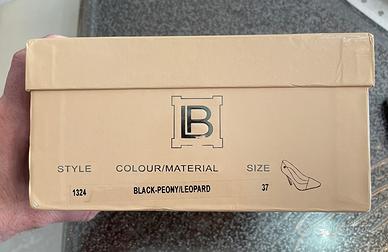 LB
STYLE COLOUR/MATERIAL SIZE
1324 BLACK-PEONY/LEOPARD 37